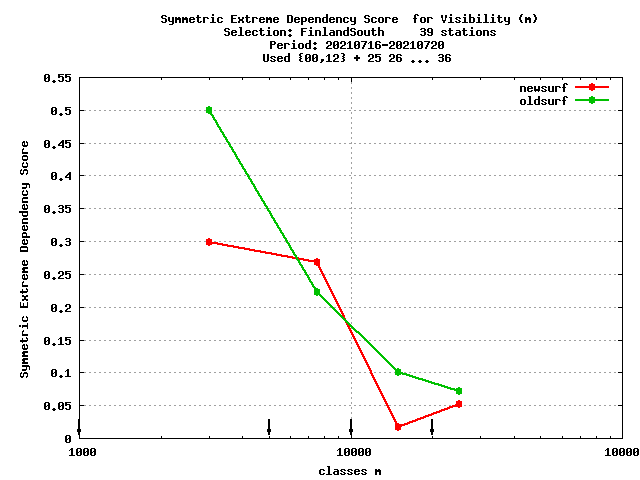 Symmetric Extreme Dependency Score  for Visibility (m)
Selection: FinlandSouth     39 stations
Period: 20210716-20210720
Used {00,12} + 25 26 ... 36
newsurf
oldsurf
Symmetric Extreme Dependency Score
0.55
0.5
0.45
0.4
0.35
0.3
0.25
0.2
0.15
0.1
0.05
0
1000 10000 10000
classes m